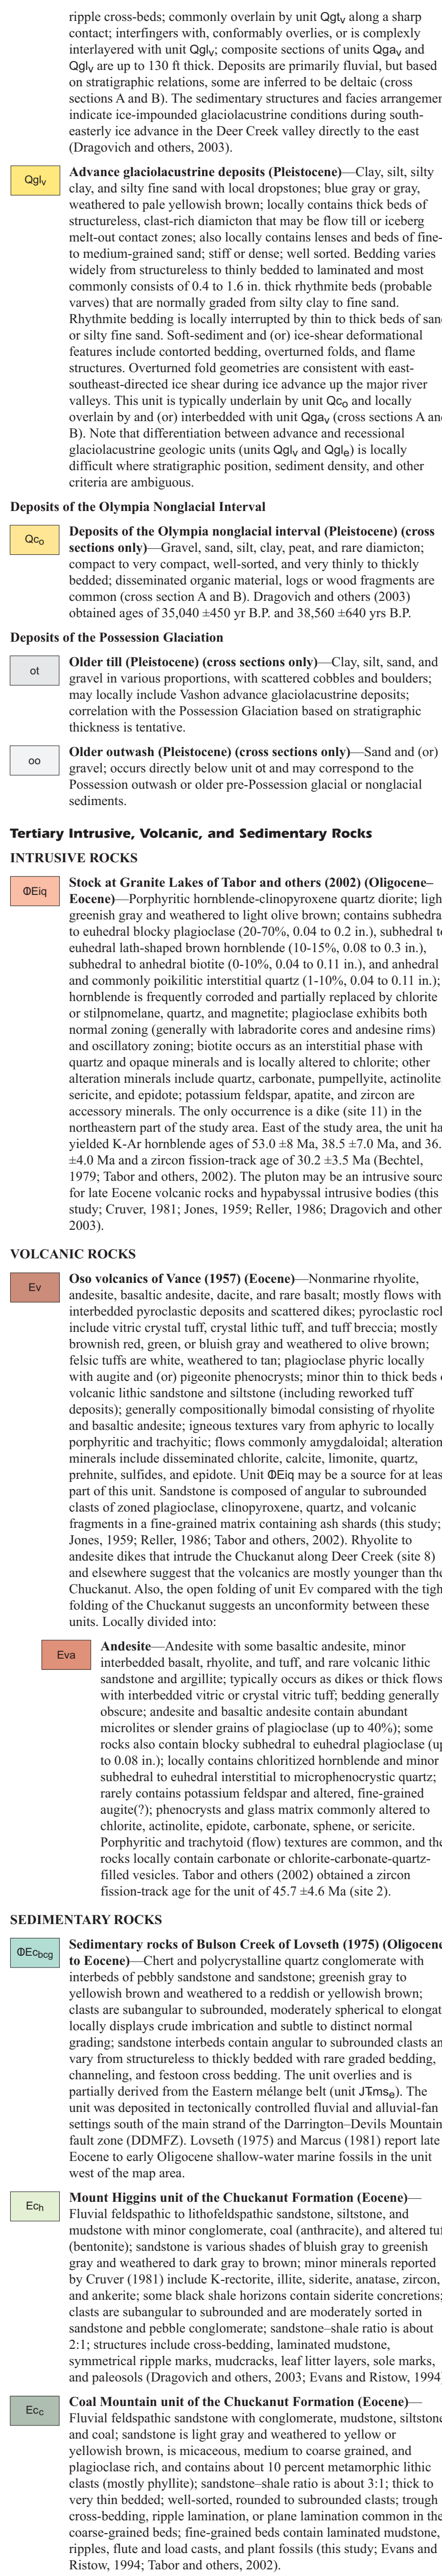 ripple cross-beds; commonly overlain by unit Qgtv along a sharp
contact; interfingers with, conformably overlies, or is complexly
interlayered with unit Qglv; composite sections of units Qgav and
Qglv are up to 130 ft thick. Deposits are primarily fluvial, but based
on stratigraphic relations, some are inferred to be deltaic (cross
sections A and B). The sedimentary structures and facies arrangemen
indicate ice-impounded glaciolacustrine conditions during south-
easterly ice advance in the Deer Creek valley directly to the east
(Dragovich and others, 2003).
Qglv
Advance glaciolacustrine deposits (Pleistocene)—Clay, silt, silty
clay, and silty fine sand with local dropstones; blue gray or gray,
weathered to pale yellowish brown; locally contains thick beds of
structureless, clast-rich diamicton that may be flow till or iceberg
melt-out contact zones; also locally contains lenses and beds of fine-
to medium-grained sand; stiff or dense; well sorted. Bedding varies
widely from structureless to thinly bedded to laminated and most
commonly consists of 0.4 to 1.6 in. thick rhythmite beds (probable
varves) that are normally graded from silty clay to fine sand.
Rhythmite bedding is locally interrupted by thin to thick beds of sand
or silty fine sand. Soft-sediment and (or) ice-shear deformational
features include contorted bedding, overturned folds, and flame
structures. Overturned fold geometries are consistent with east-
southeast-directed ice shear during ice advance up the major river
valleys. This unit is typically underlain by unit Qco and locally
overlain by and (or) interbedded with unit Qgav (cross sections A and
B). Note that differentiation between advance and recessional
glaciolacustrine geologic units (units Qglv and Qgle) is locally
difficult where stratigraphic position, sediment density, and other
criteria are ambiguous.
Deposits of the Olympia Nonglacial Interval
Qco
Deposits of the Olympia nonglacial interval (Pleistocene) (cross
sections only)—Gravel, sand, silt, clay, peat, and rare diamicton;
compact to very compact, well-sorted, and very thinly to thickly
bedded; disseminated organic material, logs or wood fragments are
common (cross section A and B). Dragovich and others (2003)
obtained ages of 35,040 ±450 yr B.P. and 38,560 ±640 yrs B.P.
Deposits of the Possession Glaciation
ot
Older till (Pleistocene) (cross sections only)—Clay, silt, sand, and
gravel in various proportions, with scattered cobbles and boulders;
may locally include Vashon advance glaciolacustrine deposits;
correlation with the Possession Glaciation based on stratigraphic
thickness is tentative.
oo
Older outwash (Pleistocene) (cross sections only)—Sand and (or)
gravel; occurs directly below unit ot and may correspond to the
Possession outwash or older pre-Possession glacial or nonglacial
sediments.
Tertiary Intrusive, Volcanic, and Sedimentary Rocks
INTRUSIVE ROCKS
ΦEiq
Stock at Granite Lakes of Tabor and others (2002) (Oligocene–
Eocene)—Porphyritic hornblende-clinopyroxene quartz diorite; light
greenish gray and weathered to light olive brown; contains subhedral
to euhedral blocky plagioclase (20-70%, 0.04 to 0.2 in.), subhedral to
euhedral lath-shaped brown hornblende (10-15%, 0.08 to 0.3 in.),
subhedral to anhedral biotite (0-10%, 0.04 to 0.11 in.), and anhedral
and commonly poikilitic interstitial quartz (1-10%, 0.04 to 0.11 in.);
hornblende is frequently corroded and partially replaced by chlorite
or stilpnomelane, quartz, and magnetite; plagioclase exhibits both
normal zoning (generally with labradorite cores and andesine rims)
and oscillatory zoning; biotite occurs as an interstitial phase with
quartz and opaque minerals and is locally altered to chlorite; other
alteration minerals include quartz, carbonate, pumpellyite, actinolite,
sericite, and epidote; potassium feldspar, apatite, and zircon are
accessory minerals. The only occurrence is a dike (site 11) in the
northeastern part of the study area. East of the study area, the unit ha
yielded K-Ar hornblende ages of 53.0 ±8 Ma, 38.5 ±7.0 Ma, and 36.
±4.0 Ma and a zircon fission-track age of 30.2 ±3.5 Ma (Bechtel,
1979; Tabor and others, 2002). The pluton may be an intrusive sourc
for late Eocene volcanic rocks and hypabyssal intrusive bodies (this
study; Cruver, 1981; Jones, 1959; Reller, 1986; Dragovich and other
2003).
VOLCANIC ROCKS
Ev
Oso volcanics of Vance (1957) (Eocene)—Nonmarine rhyolite,
andesite, basaltic andesite, dacite, and rare basalt; mostly flows with
interbedded pyroclastic deposits and scattered dikes; pyroclastic rock
include vitric crystal tuff, crystal lithic tuff, and tuff breccia; mostly
brownish red, green, or bluish gray and weathered to olive brown;
felsic tuffs are white, weathered to tan; plagioclase phyric locally
with augite and (or) pigeonite phenocrysts; minor thin to thick beds o
volcanic lithic sandstone and siltstone (including reworked tuff
deposits); generally compositionally bimodal consisting of rhyolite
and basaltic andesite; igneous textures vary from aphyric to locally
porphyritic and trachyitic; flows commonly amygdaloidal; alteration
minerals include disseminated chlorite, calcite, limonite, quartz,
prehnite, sulfides, and epidote. Unit ΦEiq may be a source for at leas
part of this unit. Sandstone is composed of angular to subrounded
clasts of zoned plagioclase, clinopyroxene, quartz, and volcanic
fragments in a fine-grained matrix containing ash shards (this study;
Jones, 1959; Reller, 1986; Tabor and others, 2002). Rhyolite to
andesite dikes that intrude the Chuckanut along Deer Creek (site 8)
and elsewhere suggest that the volcanics are mostly younger than the
Chuckanut. Also, the open folding of unit Ev compared with the tigh
folding of the Chuckanut suggests an unconformity between these
units. Locally divided into:
Eva
Andesite—Andesite with some basaltic andesite, minor
interbedded basalt, rhyolite, and tuff, and rare volcanic lithic
sandstone and argillite; typically occurs as dikes or thick flows
with interbedded vitric or crystal vitric tuff; bedding generally
obscure; andesite and basaltic andesite contain abundant
microlites or slender grains of plagioclase (up to 40%); some
rocks also contain blocky subhedral to euhedral plagioclase (up
to 0.08 in.); locally contains chloritized hornblende and minor
subhedral to euhedral interstitial to microphenocrystic quartz;
rarely contains potassium feldspar and altered, fine-grained
augite(?); phenocrysts and glass matrix commonly altered to
chlorite, actinolite, epidote, carbonate, sphene, or sericite.
Porphyritic and trachytoid (flow) textures are common, and the
rocks locally contain carbonate or chlorite-carbonate-quartz-
filled vesicles. Tabor and others (2002) obtained a zircon
fission-track age for the unit of 45.7 ±4.6 Ma (site 2).
SEDIMENTARY ROCKS
ΦEcbcg
Sedimentary rocks of Bulson Creek of Lovseth (1975) (Oligocene
to Eocene)—Chert and polycrystalline quartz conglomerate with
interbeds of pebbly sandstone and sandstone; greenish gray to
yellowish brown and weathered to a reddish or yellowish brown;
clasts are subangular to subrounded, moderately spherical to elongat
locally displays crude imbrication and subtle to distinct normal
grading; sandstone interbeds contain angular to subrounded clasts an
vary from structureless to thickly bedded with rare graded bedding,
channeling, and festoon cross bedding. The unit overlies and is
partially derived from the Eastern mélange belt (unit JTrmse). The
unit was deposited in tectonically controlled fluvial and alluvial-fan
settings south of the main strand of the Darrington–Devils Mountain
fault zone (DDMFZ). Lovseth (1975) and Marcus (1981) report late
Eocene to early Oligocene shallow-water marine fossils in the unit
west of the map area.
Ech
Mount Higgins unit of the Chuckanut Formation (Eocene)—
Fluvial feldspathic to lithofeldspathic sandstone, siltstone, and
mudstone with minor conglomerate, coal (anthracite), and altered tuf
(bentonite); sandstone is various shades of bluish gray to greenish
gray and weathered to dark gray to brown; minor minerals reported
by Cruver (1981) include K-rectorite, illite, siderite, anatase, zircon,
and ankerite; some black shale horizons contain siderite concretions;
clasts are subangular to subrounded and are moderately sorted in
sandstone and pebble conglomerate; sandstone–shale ratio is about
2:1; structures include cross-bedding, laminated mudstone,
symmetrical ripple marks, mudcracks, leaf litter layers, sole marks,
and paleosols (Dragovich and others, 2003; Evans and Ristow, 1994)
Ecc
Coal Mountain unit of the Chuckanut Formation (Eocene)—
Fluvial feldspathic sandstone with conglomerate, mudstone, siltstone
and coal; sandstone is light gray and weathered to yellow or
yellowish brown, is micaceous, medium to coarse grained, and
plagioclase rich, and contains about 10 percent metamorphic lithic
clasts (mostly phyllite); sandstone–shale ratio is about 3:1; thick to
very thin bedded; well-sorted, rounded to subrounded clasts; trough
cross-bedding, ripple lamination, or plane lamination common in the
coarse-grained beds; fine-grained beds contain laminated mudstone,
ripples, flute and load casts, and plant fossils (this study; Evans and
Ristow, 1994; Tabor and others, 2002).